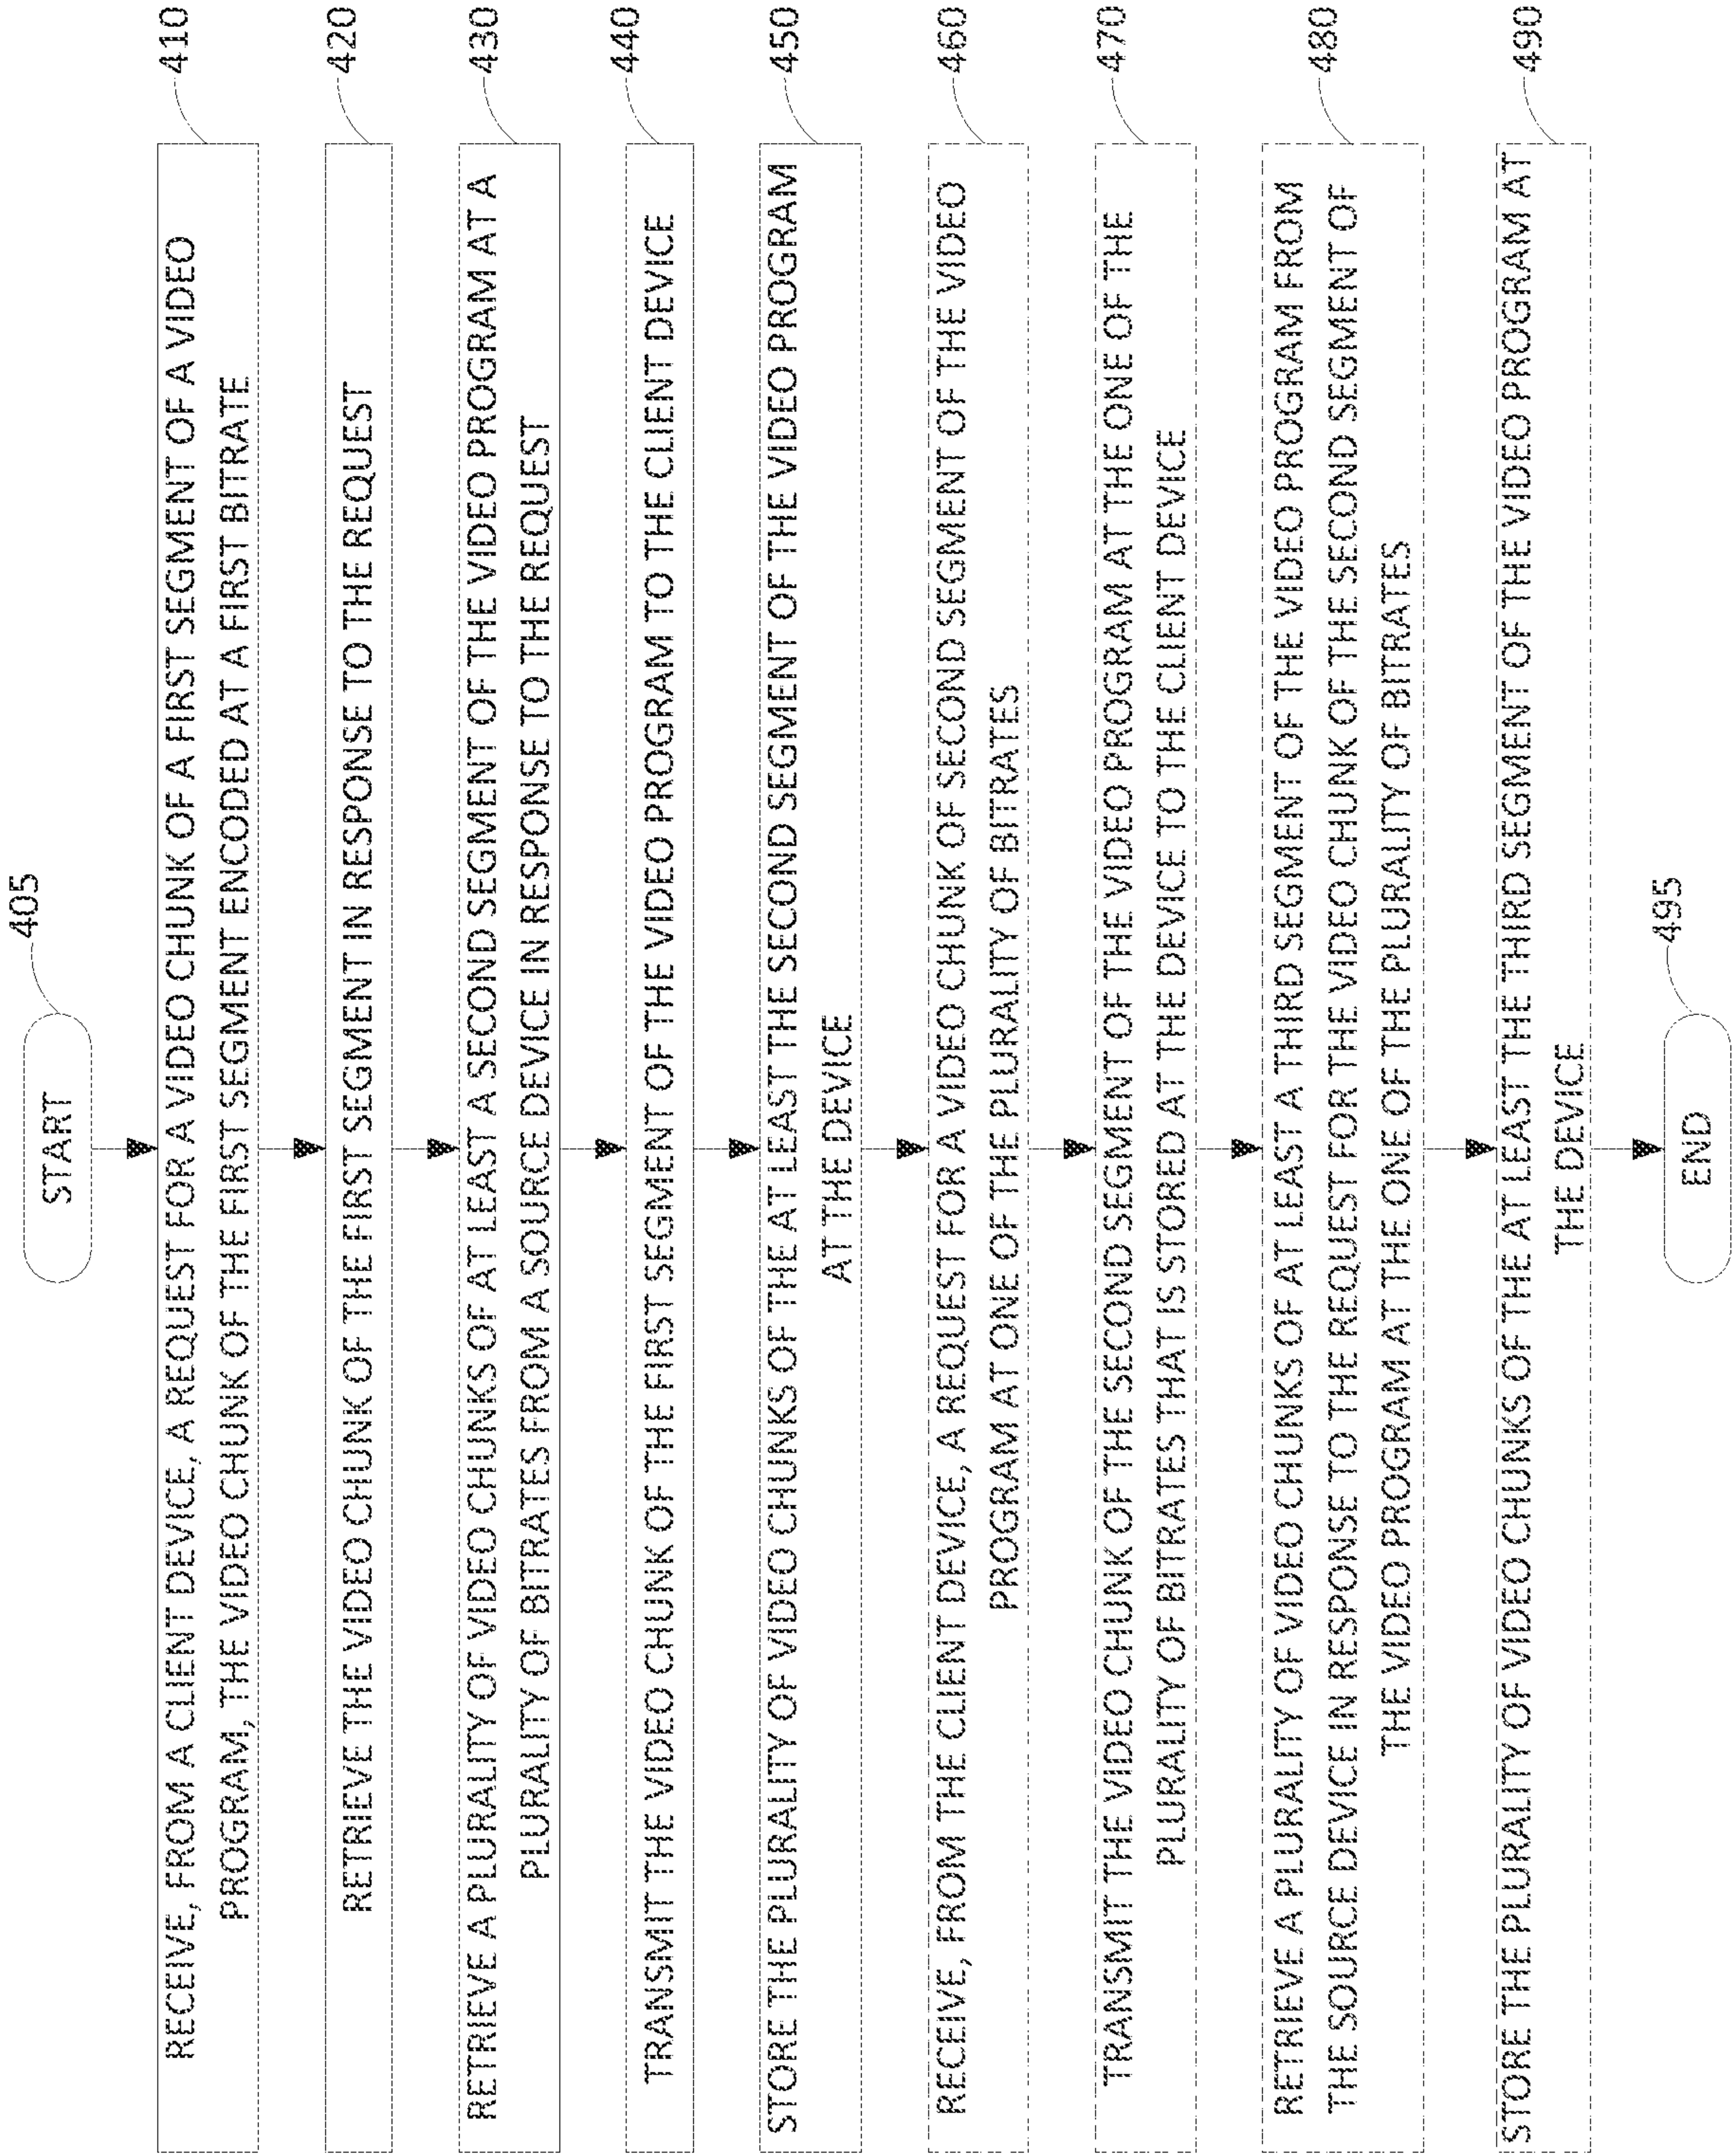 405
START
410
RECEIVE, FROM A CLIENT DEVICE, A REQUEST FOR A VIDEO CHUNK OF A FIRST SEGMENT OF A VIDEO
PROGRAM, THE VIDEO CHUNK OF THE FIRST SEGMENT ENCODED AT A FIRST BITRATE
420
RETRIEVE THE VIDEO CHUNK OF THE FIRST SEGMENT IN RESPONSE TO THE REQUEST
430
RETRIEVE A PLURALITY OF VIDEO CHUNKS OF AT LEAST A SECOND SEGMENT OF THE VIDEO PROGRAM AT A
PLURALITY OF BITRATES FROM A SOURCE DEVICE IN RESPONSE TO THE REQUEST
440
TRANSMIT THE VIDEO CHUNK OF THE FIRST SEGMENT OF THE VIDEO PROGRAM TO THE CLIENT DEVICE
450
STORE THE PLURALITY OF VIDEO CHUNKS OF THE AT LEAST THE SECOND SEGMENT OF THE VIDEO PROGRAM
AT THE DEVICE
460
RECEIVE, FROM THE CLIENT DEVICE, A REQUEST FOR A VIDEO CHUNK OF SECOND SEGMENT OF THE VIDEO
PROGRAM AT ONE OF THE PLURALITY OF BITRATES
470
TRANSMIT THE VIDEO CHUNK OF THE SECOND SEGMENT OF THE VIDEO PROGRAM AT THE ONE OF THE
PLURALITY OF BITRATES THAT IS STORED AT THE DEVICE TO THE CLIENT DEVICE
480
RETRIEVE A PLURALITY OF VIDEO CHUNKS OF AT LEAST A THIRD SEGMENT OF THE VIDEO PROGRAM FROM
THE SOURCE DEVICE IN RESPONSE TO THE REQUEST FOR THE VIDEO CHUNK OF THE SECOND SEGMENT OF
THE VIDEO PROGRAM AT THE ONE OF THE PLURALITY OF BITRATES
490
STORE THE PLURALITY OF VIDEO CHUNKS OF THE AT LEAST THE THIRD SEGMENT OF THE VIDEO PROGRAM AT
THE DEVICE
495
END